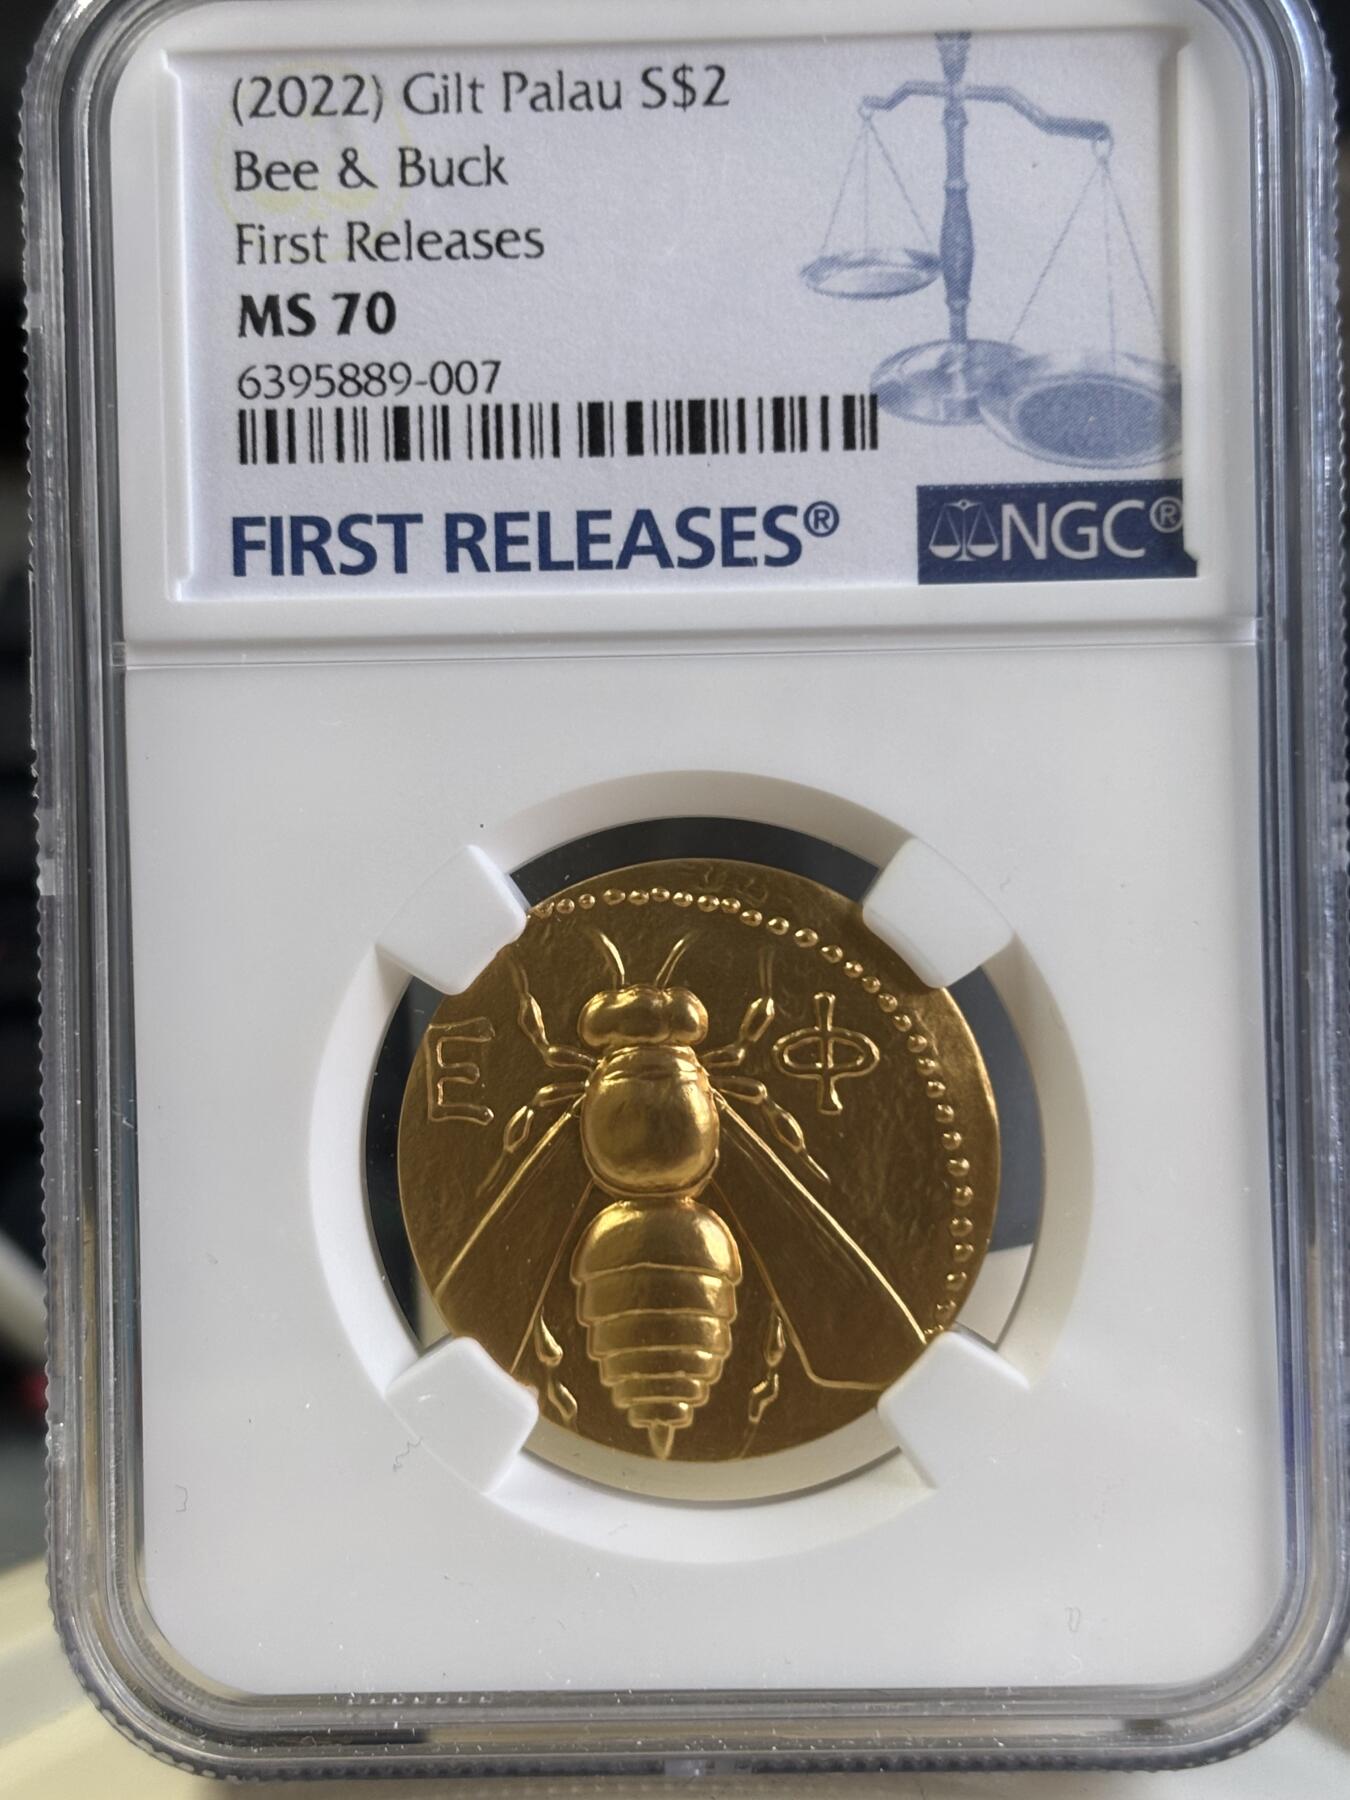 (2022) Gilt Palau S$2
Bee & Buck
First Releases
MS 70
6395889-007
FIRST RELEASES®
NGC®
Ε Φ